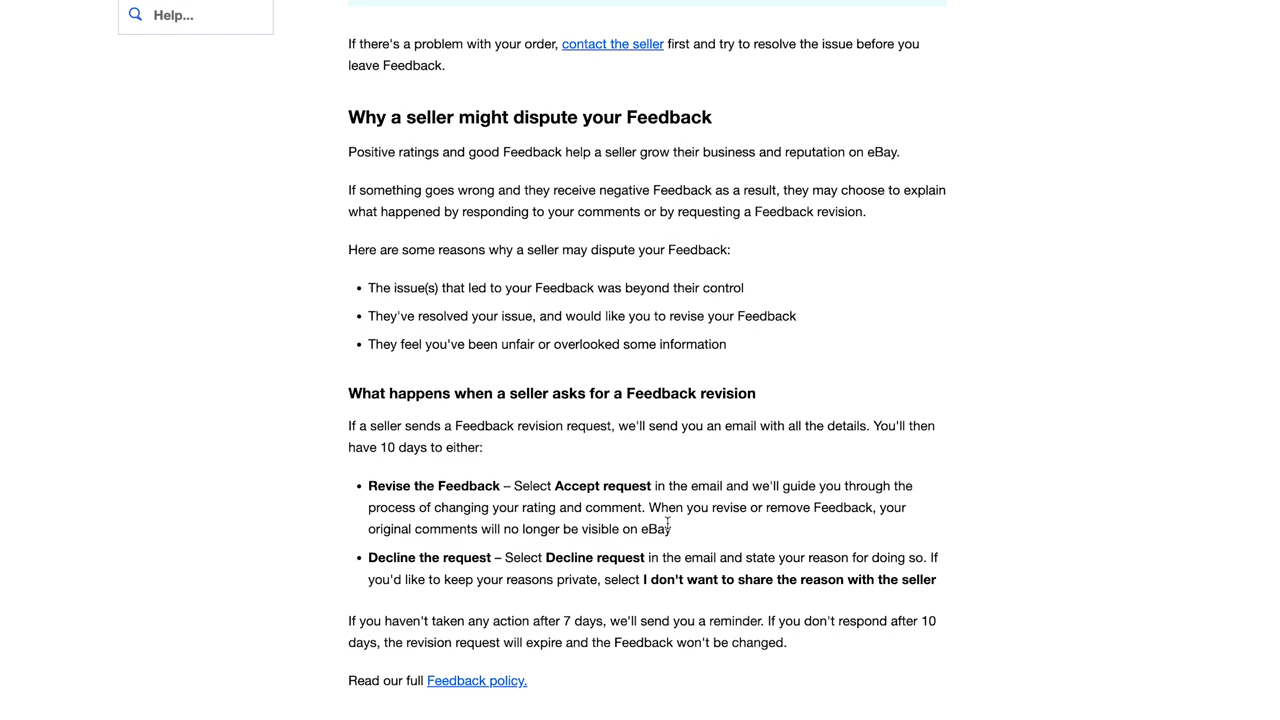 Help...
If there's a problem with your order, contact the seller first and try to resolve the issue before you
leave Feedback.
Why a seller might dispute your Feedback
Positive ratings and good Feedback help a seller grow their business and reputation on eBay.
If something goes wrong and they receive negative Feedback as a result, they may choose to explain
what happened by responding to your comments or by requesting a Feedback revision.
Here are some reasons why a seller may dispute your Feedback:
• The issue(s) that led to your Feedback was beyond their control
• They've resolved your issue, and would like you to revise your Feedback
• They feel you've been unfair or overlooked some information
What happens when a seller asks for a Feedback revision
If a seller sends a Feedback revision request, we'll send you an email with all the details. You'll then
have 10 days to either:
• Revise the Feedback – Select Accept request in the email and we'll guide you through the
process of changing your rating and comment. When you revise or remove Feedback, your
original comments will no longer be visible on eBay
• Decline the request – Select Decline request in the email and state your reason for doing so. If
you'd like to keep your reasons private, select I don't want to share the reason with the seller
If you haven't taken any action after 7 days, we'll send you a reminder. If you don't respond after 10
days, the revision request will expire and the Feedback won't be changed.
Read our full Feedback policy.